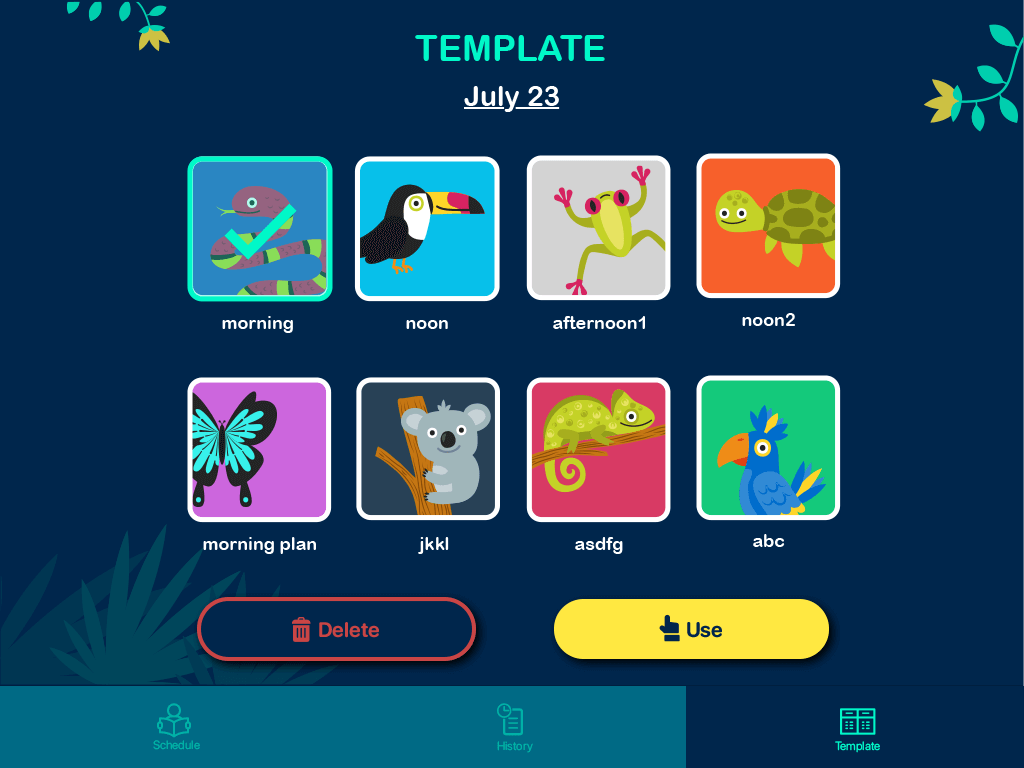 TEMPLATE
July 23
morning
noon
afternoon1
noon2
morning plan
jkkl
asdfg
abc
Delete
Use
Schedule
History
Template